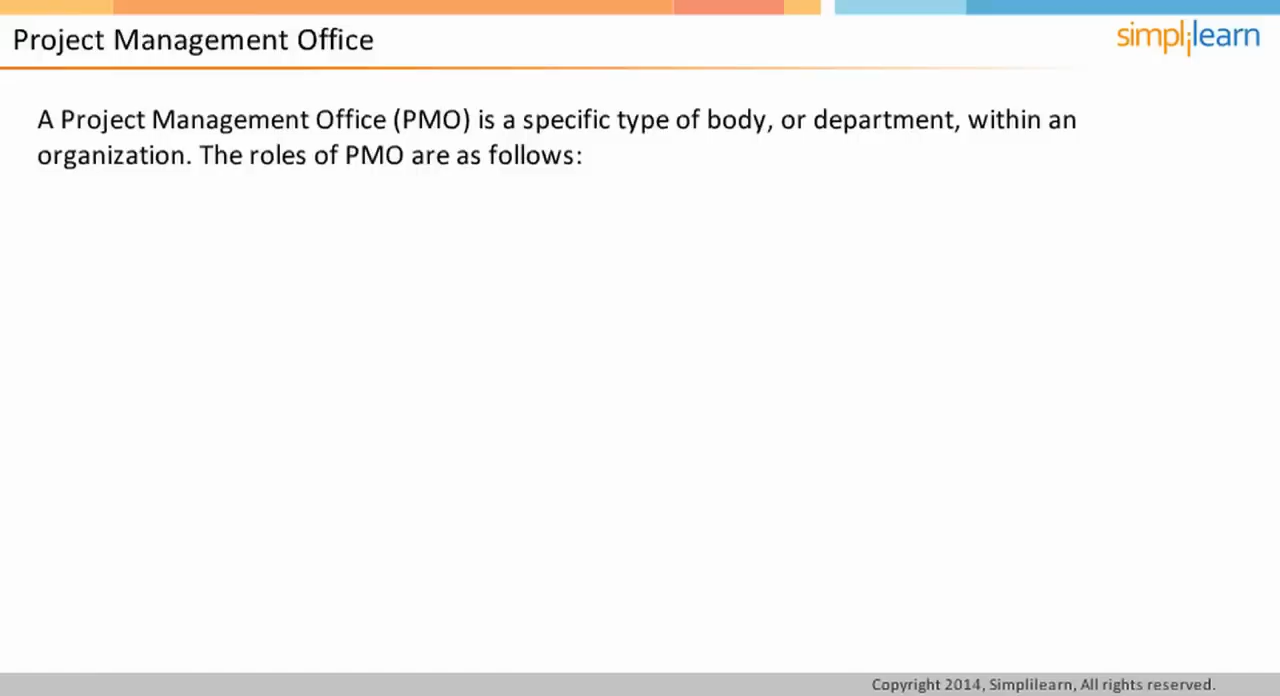 Project Management Office
simplilearn
A Project Management Office (PMO) is a specific type of body, or department, within an
organization. The roles of PMO are as follows:
Copyright 2014, Simplilearn, All rights reserved.